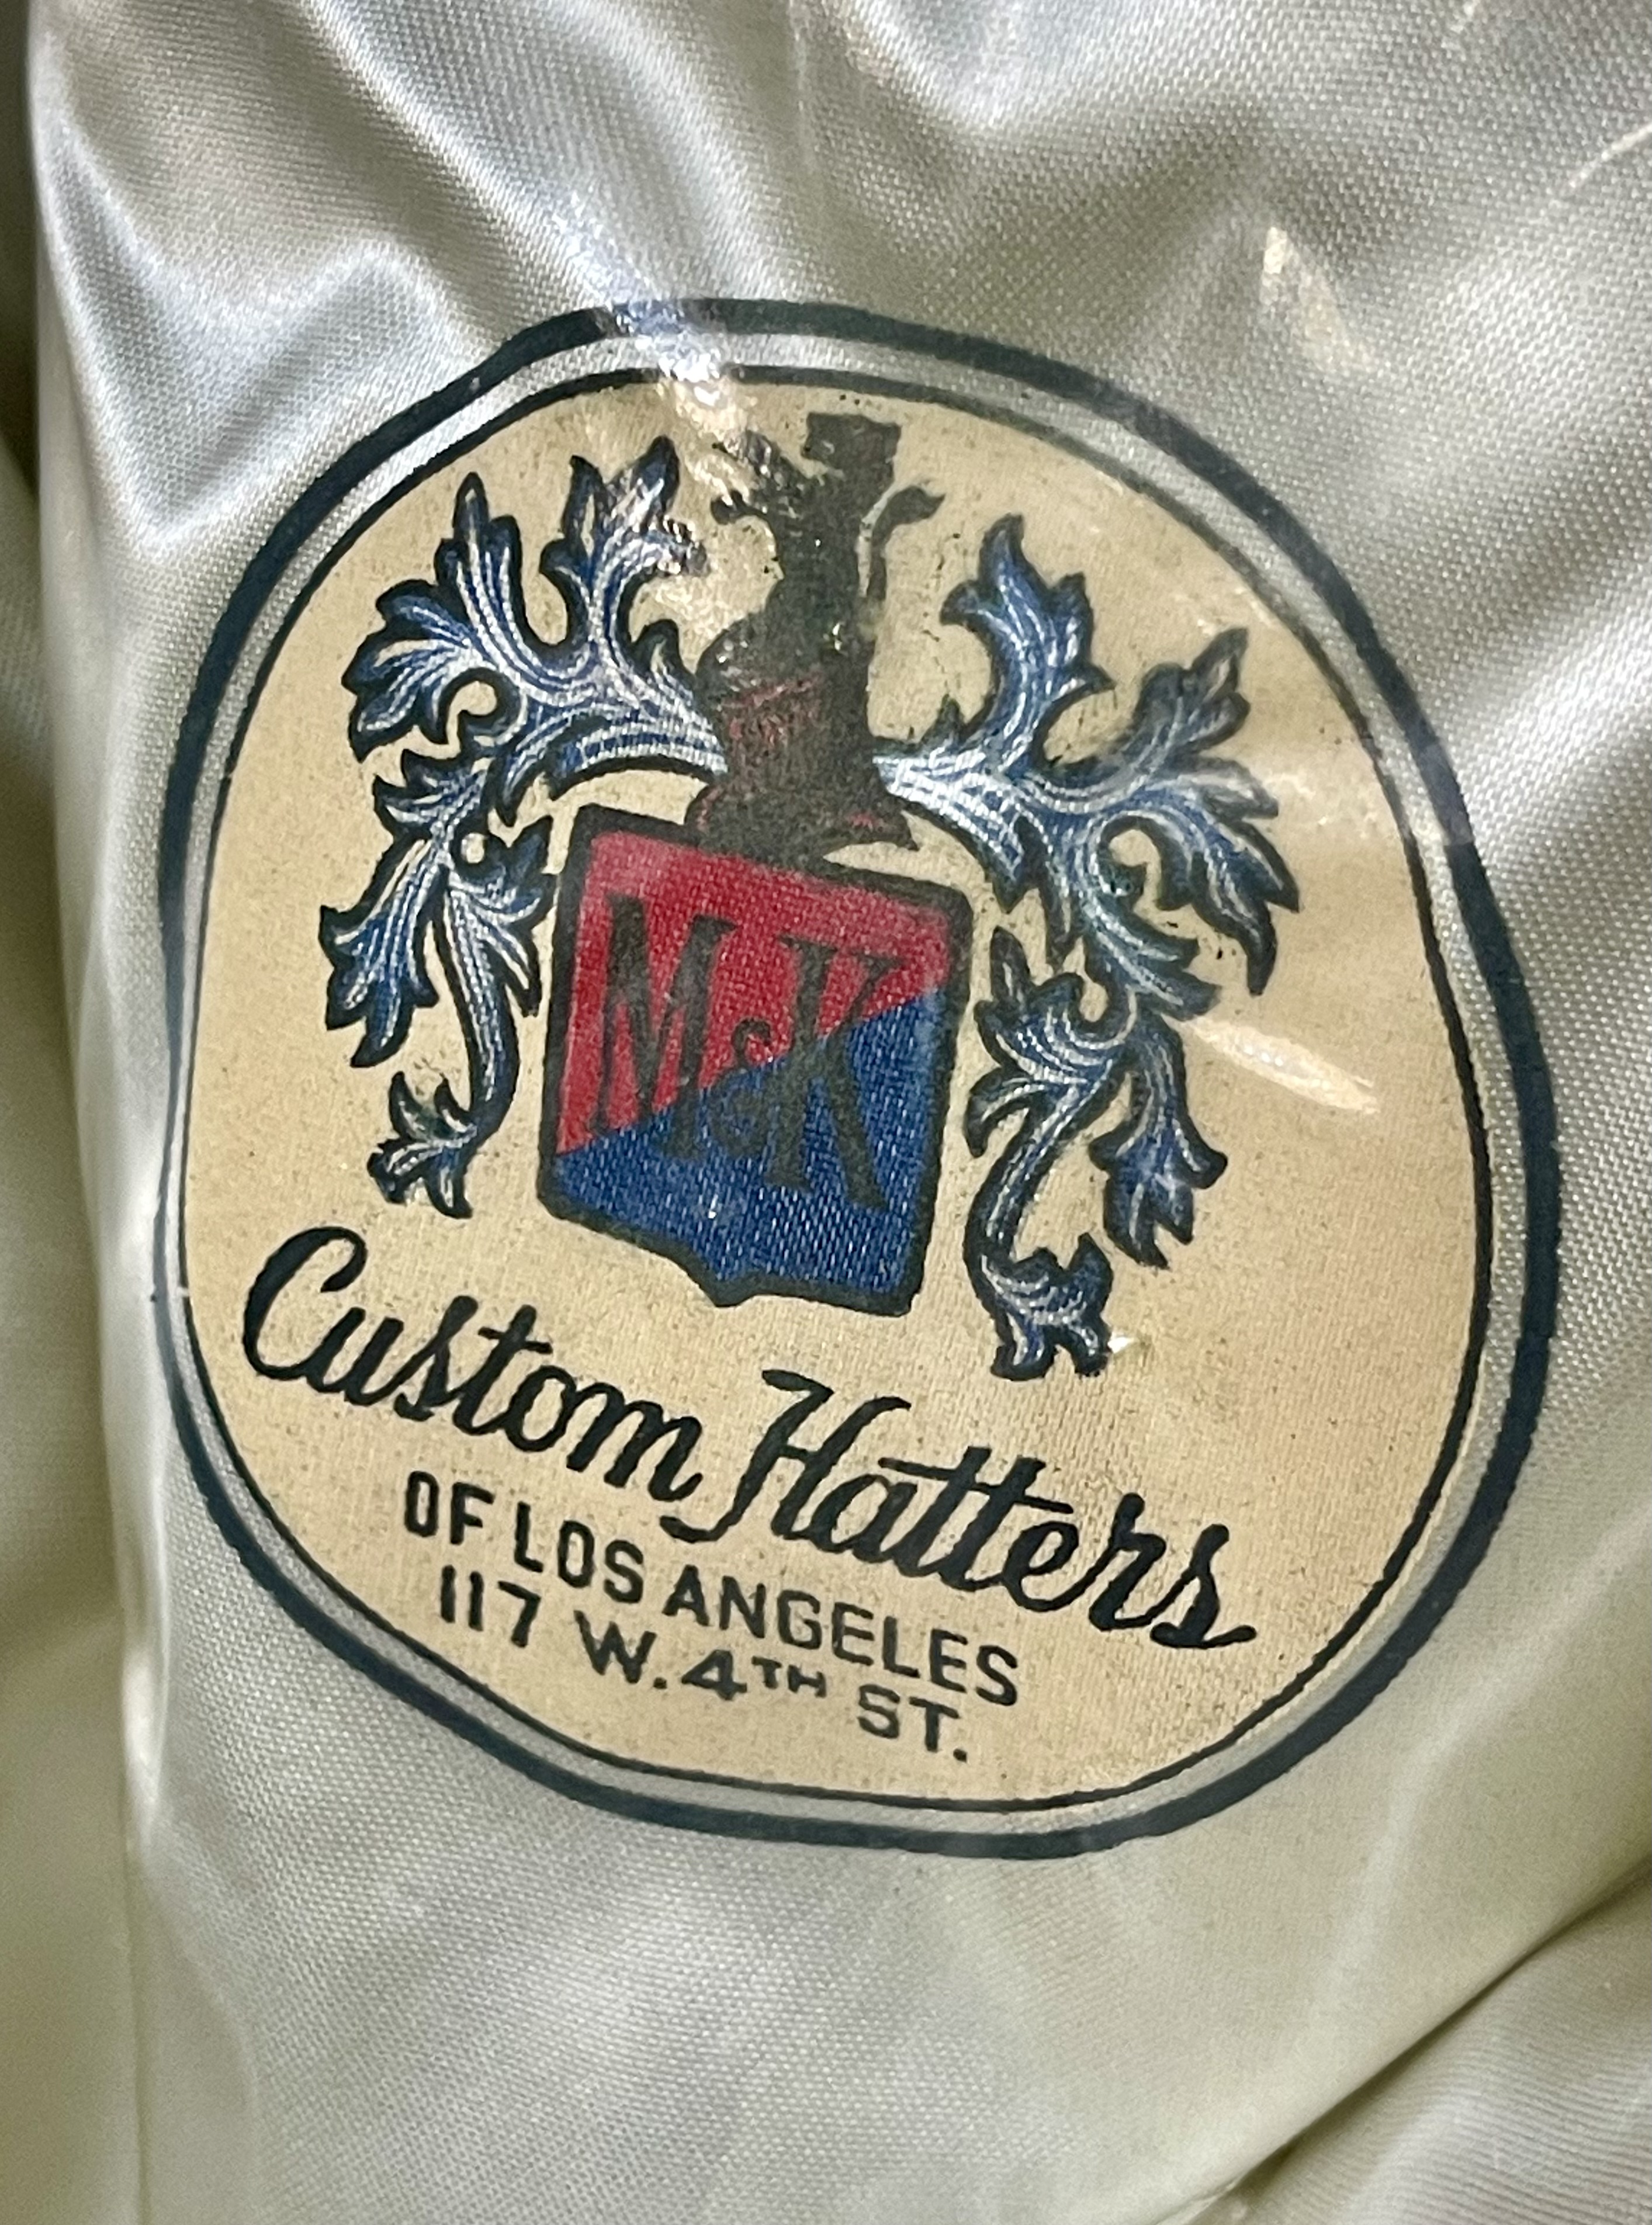 McK
Custom Hatters
OF LOS ANGELES
117 W. 4TH ST.